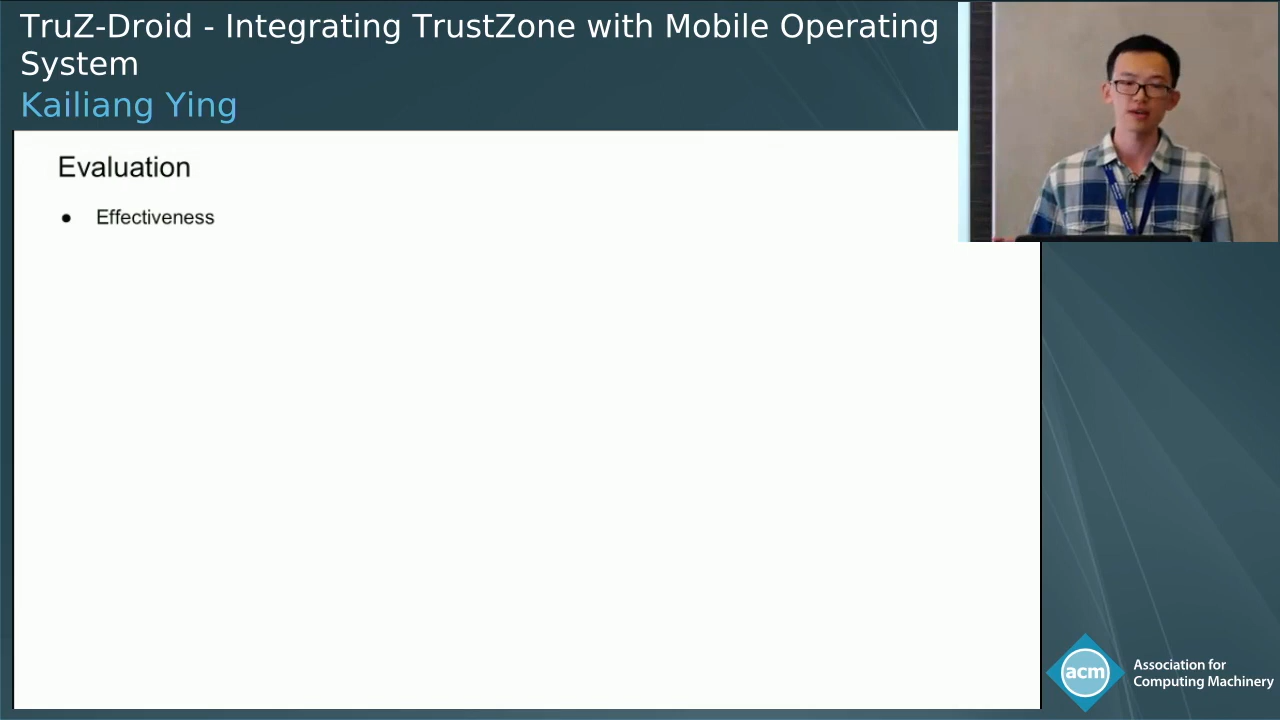 TruZ-Droid - Integrating TrustZone with Mobile Operating
System
Kailiang Ying
Evaluation
● Effectiveness
acm
Association for
Computing Machinery